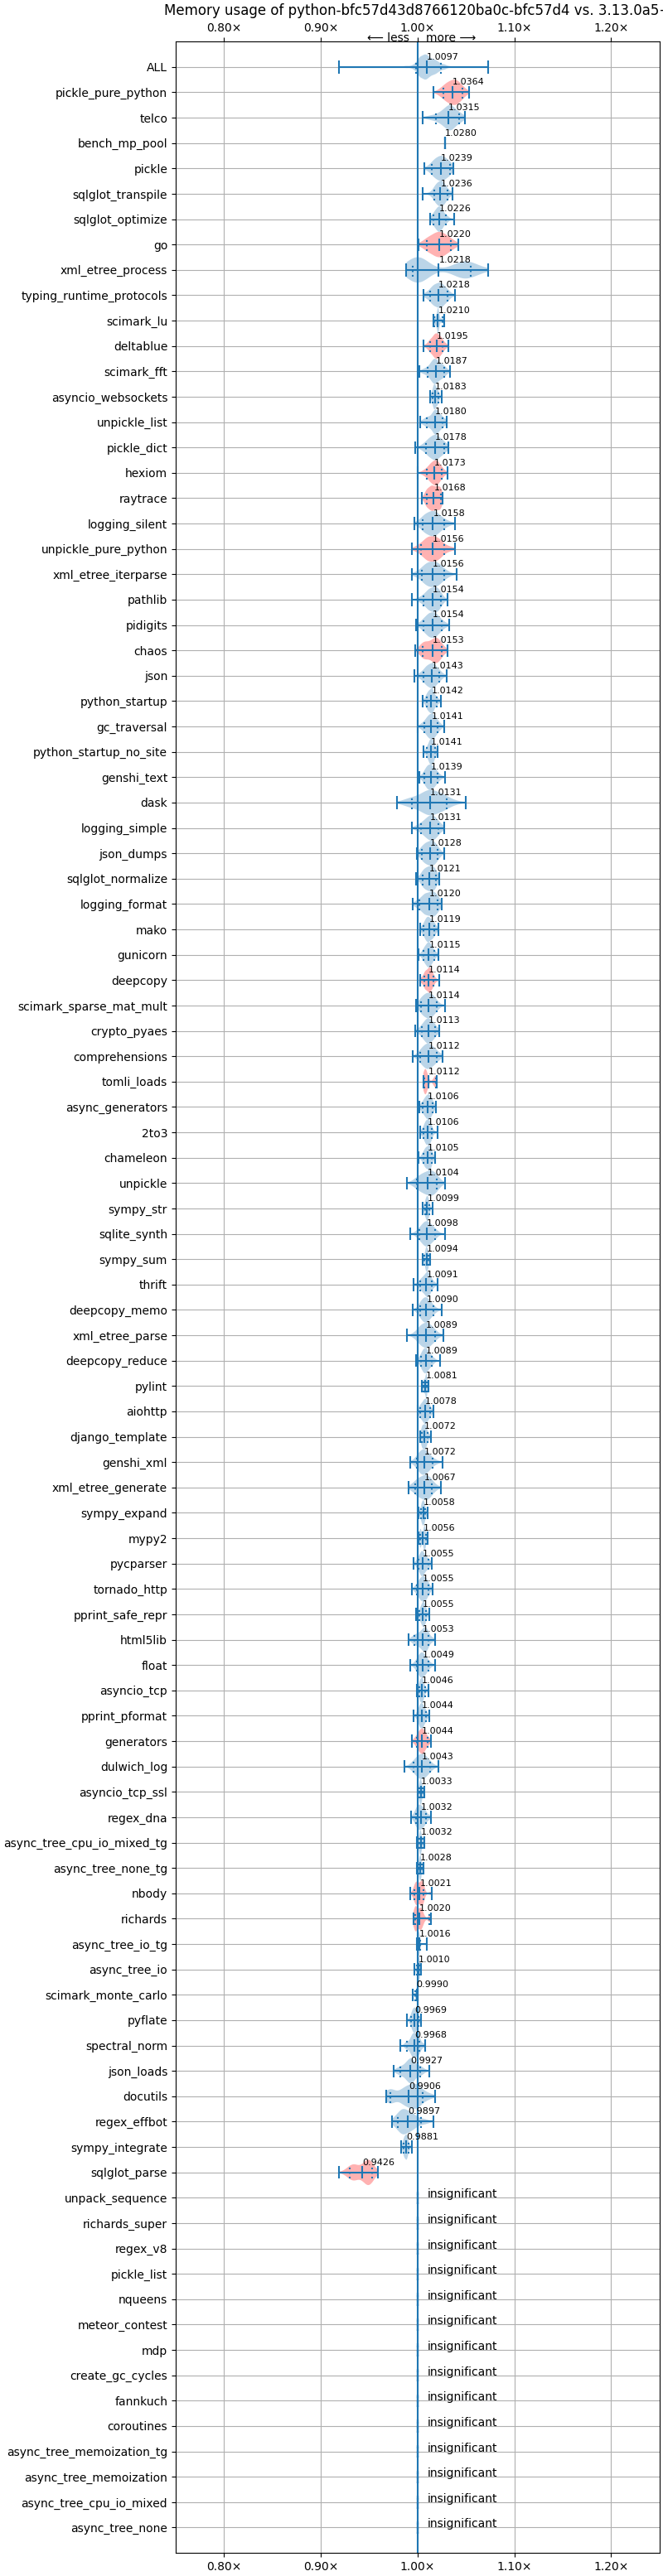 Memory usage of python-bfc57d43d8766120ba0c-bfc57d4 vs. 3.13.0a5-
0.80× 0.90× 1.00× 1.10× 1.20×
⟵ less more ⟶
ALL 1.0097
pickle_pure_python 1.0364
telco 1.0315
bench_mp_pool 1.0280
pickle 1.0239
sqlglot_transpile 1.0236
sqlglot_optimize 1.0226
go 1.0220
xml_etree_process 1.0218
typing_runtime_protocols 1.0218
scimark_lu 1.0210
deltablue 1.0195
scimark_fft 1.0187
asyncio_websockets 1.0183
unpickle_list 1.0180
pickle_dict 1.0178
hexiom 1.0173
raytrace 1.0168
logging_silent 1.0158
unpickle_pure_python 1.0156
xml_etree_iterparse 1.0156
pathlib 1.0154
pidigits 1.0154
chaos 1.0153
json 1.0143
python_startup 1.0142
gc_traversal 1.0141
python_startup_no_site 1.0141
genshi_text 1.0139
dask 1.0131
logging_simple 1.0131
json_dumps 1.0128
sqlglot_normalize 1.0121
logging_format 1.0120
mako 1.0119
gunicorn 1.0115
deepcopy 1.0114
scimark_sparse_mat_mult 1.0114
crypto_pyaes 1.0113
comprehensions 1.0112
tomli_loads 1.0112
async_generators 1.0106
2to3 1.0106
chameleon 1.0105
unpickle 1.0104
sympy_str 1.0099
sqlite_synth 1.0098
sympy_sum 1.0094
thrift 1.0091
deepcopy_memo 1.0090
xml_etree_parse 1.0089
deepcopy_reduce 1.0089
pylint 1.0081
aiohttp 1.0078
django_template 1.0072
genshi_xml 1.0072
xml_etree_generate 1.0067
sympy_expand 1.0058
mypy2 1.0056
pycparser 1.0055
tornado_http 1.0055
pprint_safe_repr 1.0055
html5lib 1.0053
float 1.0049
asyncio_tcp 1.0046
pprint_pformat 1.0044
generators 1.0044
dulwich_log 1.0043
asyncio_tcp_ssl 1.0033
regex_dna 1.0032
async_tree_cpu_io_mixed_tg 1.0032
async_tree_none_tg 1.0028
nbody 1.0021
richards 1.0020
async_tree_io_tg 1.0016
async_tree_io 1.0010
scimark_monte_carlo 0.9990
pyflate 0.9969
spectral_norm 0.9968
json_loads 0.9927
docutils 0.9906
regex_effbot 0.9897
sympy_integrate 0.9881
sqlglot_parse 0.9426
unpack_sequence insignificant
richards_super insignificant
regex_v8 insignificant
pickle_list insignificant
nqueens insignificant
meteor_contest insignificant
mdp insignificant
create_gc_cycles insignificant
fannkuch insignificant
coroutines insignificant
async_tree_memoization_tg insignificant
async_tree_memoization insignificant
async_tree_cpu_io_mixed insignificant
async_tree_none insignificant
0.80× 0.90× 1.00× 1.10× 1.20×